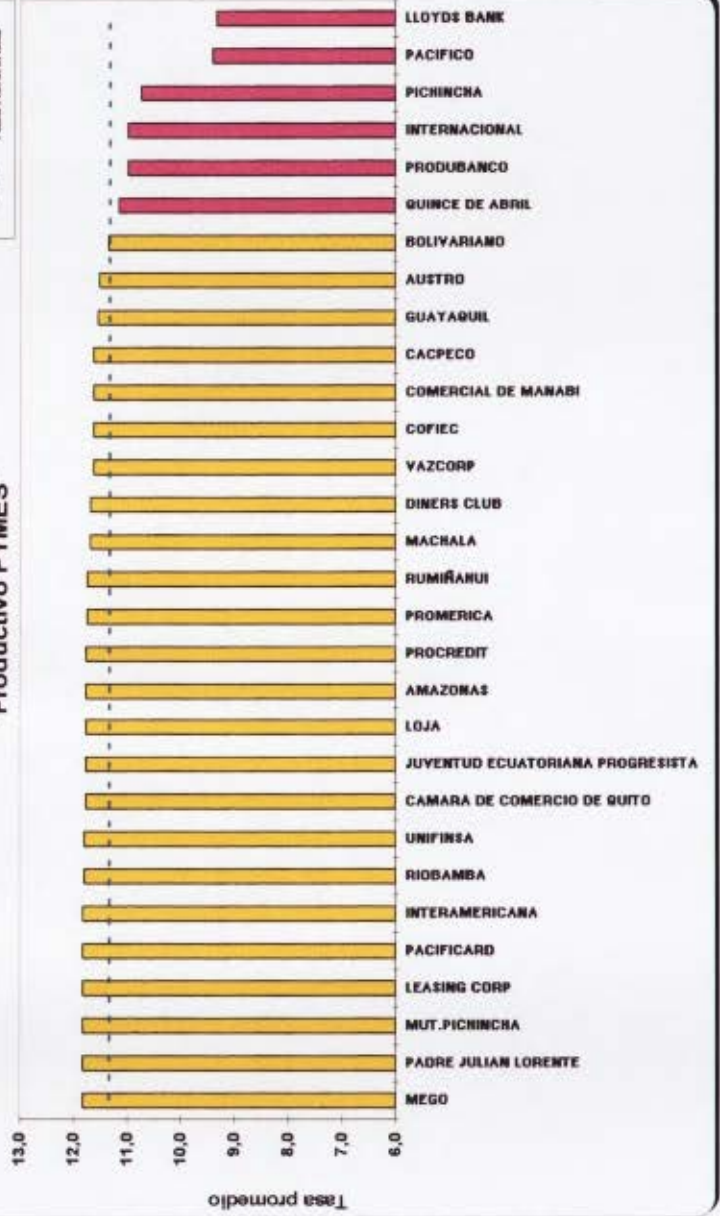 Productivo PYMES
Tasa promedio
13,0
12,0
11,0
10,0
9,0
8,0
7,0
6,0
MEGO
PADRE JULIAN LORENTE
MUT.PICHINCHA
LEASING CORP
PACIFICARD
INTERAMERICANA
RIOBAMBA
UNIFINSA
CAMARA DE COMERCIO DE QUITO
JUVENTUD ECUATORIANA PROGRESISTA
LOJA
AMAZONAS
PROCREDIT
PROMERICA
RUMIÑAHUI
MACHALA
DINERS CLUB
VAZCORP
COFIEC
COMERCIAL DE MANABI
CACPECO
GUAYAQUIL
AUSTRO
BOLIVARIANO
QUINCE DE ABRIL
PRODUBANCO
INTERNACIONAL
PICHINCHA
PACIFICO
LLOYDS BANK